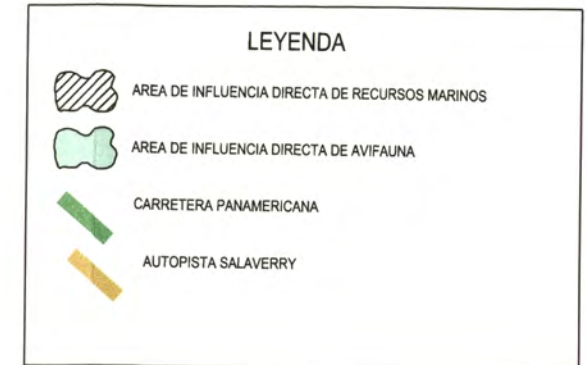 LEYENDA
AREA DE INFLUENCIA DIRECTA DE RECURSOS MARINOS
AREA DE INFLUENCIA DIRECTA DE AVIFAUNA
CARRETERA PANAMERICANA
AUTOPISTA SALAVERRY